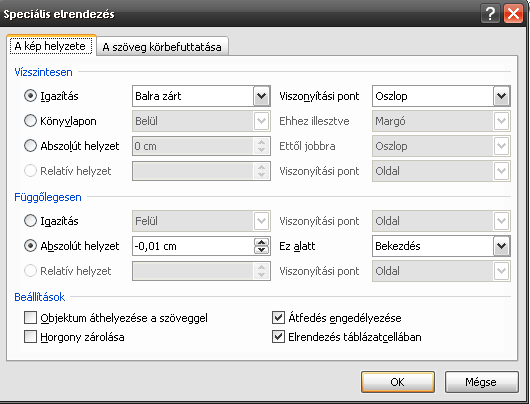 Speciális elrendezés
A kép helyzete A szöveg körbefuttatása
Vízszintesen
Igazítás Balra zárt Viszonyítási pont Oszlop
Könyvlapon Belül Ehhez illesztve Margó
Abszolút helyzet 0 cm Ettől jobbra Oszlop
Relatív helyzet Viszonyítási pont Oldal
Függőlegesen
Igazítás Felül Viszonyítási pont Oldal
Abszolút helyzet -0,01 cm Ez alatt Bekezdés
Relatív helyzet Viszonyítási pont Oldal
Beállítások
Objektum áthelyezése a szöveggel Átfedés engedélyezése
Horgony zárolása Elrendezés táblázatcellában
OK Mégse